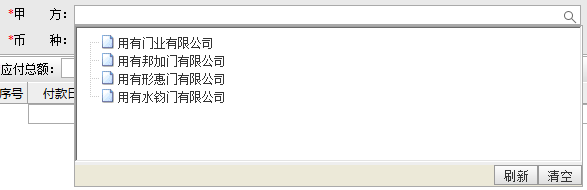 *甲 方:
*币 种:
用有门业有限公司
用有邦加门有限公司
用有形惠门有限公司
用有水钧门有限公司
应付总额:
序号 付款日
刷新 清空